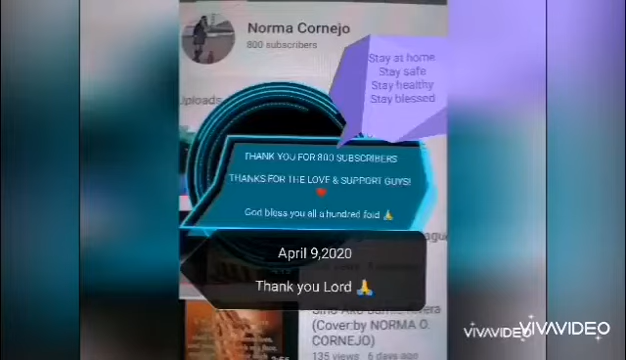 Norma Cornejo
800 subscribers
Stay at home
Stay safe
Stay healthy
Stay blessed
Uploads
THANK YOU FOR 800 SUBSCRIBERS
THANKS FOR THE LOVE & SUPPORT GUYS!
❤️
God bless you all a hundred fold 🙏
April 9,2020
Thank you Lord 🙏
(Cover:by NORMA O.
CORNEJO)
135 views 6 days ago
VIVAVIDEO
VIVAVIDEO